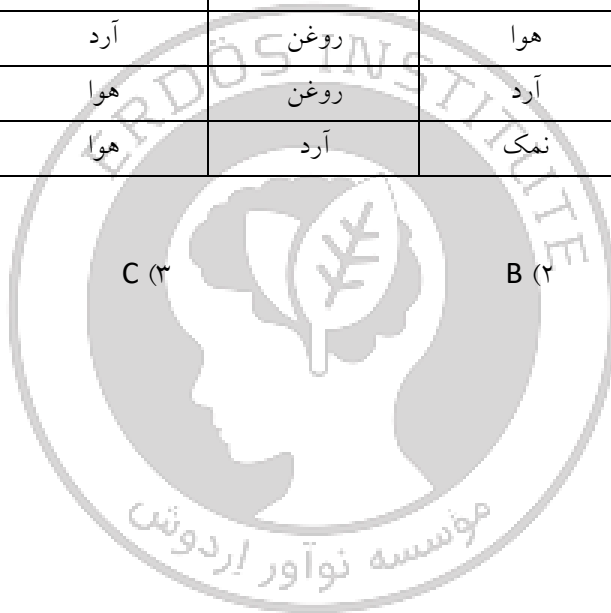 هوا روغن آرد
آرد روغن هوا
نمک آرد هوا
۲) B ۳) C
ERDÖS INSTITUTE
مؤسسه نوآور اردوش